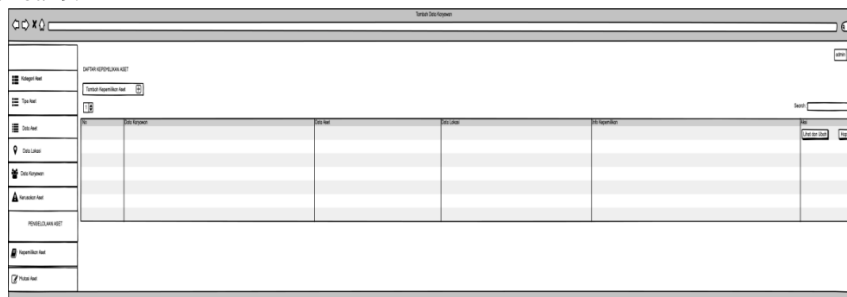 Tambah Data Karyawan
admin
DAFTAR KEPEMILIKAN ASET
Kategori Aset
Tambah Kepemilikan Aset
Tipe Aset
1
Search
No
Data Karyawan
Data Aset
Data Lokasi
Info Kepemilikan
Aksi
Data Aset
Lihat dan Ubah
Data Lokasi
Data Karyawan
Kerusakan Aset
PENGELOLAAN ASET
Kepemilikan Aset
Mutasi Aset